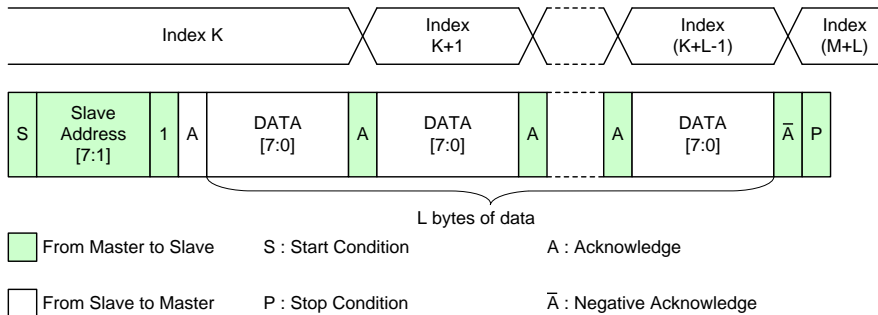 Index K
Index
K+1
Index
(K+L-1)
Index
(M+L)
S
Slave
Address
[7:1]
1
A
DATA
[7:0]
A
DATA
[7:0]
A
A
DATA
[7:0]
A̅
P
L bytes of data
From Master to Slave
S : Start Condition
A : Acknowledge
From Slave to Master
P : Stop Condition
A̅ : Negative Acknowledge